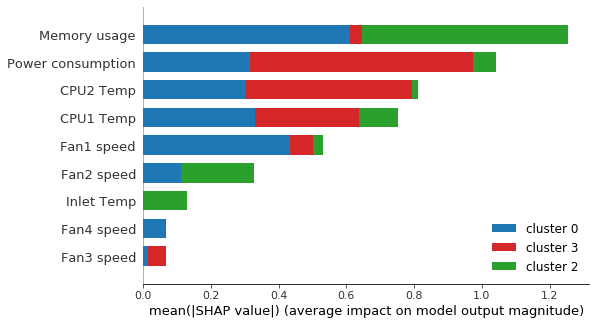 Memory usage
Power consumption
CPU2 Temp
CPU1 Temp
Fan1 speed
Fan2 speed
Inlet Temp
Fan4 speed
Fan3 speed
cluster 0
cluster 3
cluster 2
0.0 0.2 0.4 0.6 0.8 1.0 1.2
mean(|SHAP value|) (average impact on model output magnitude)